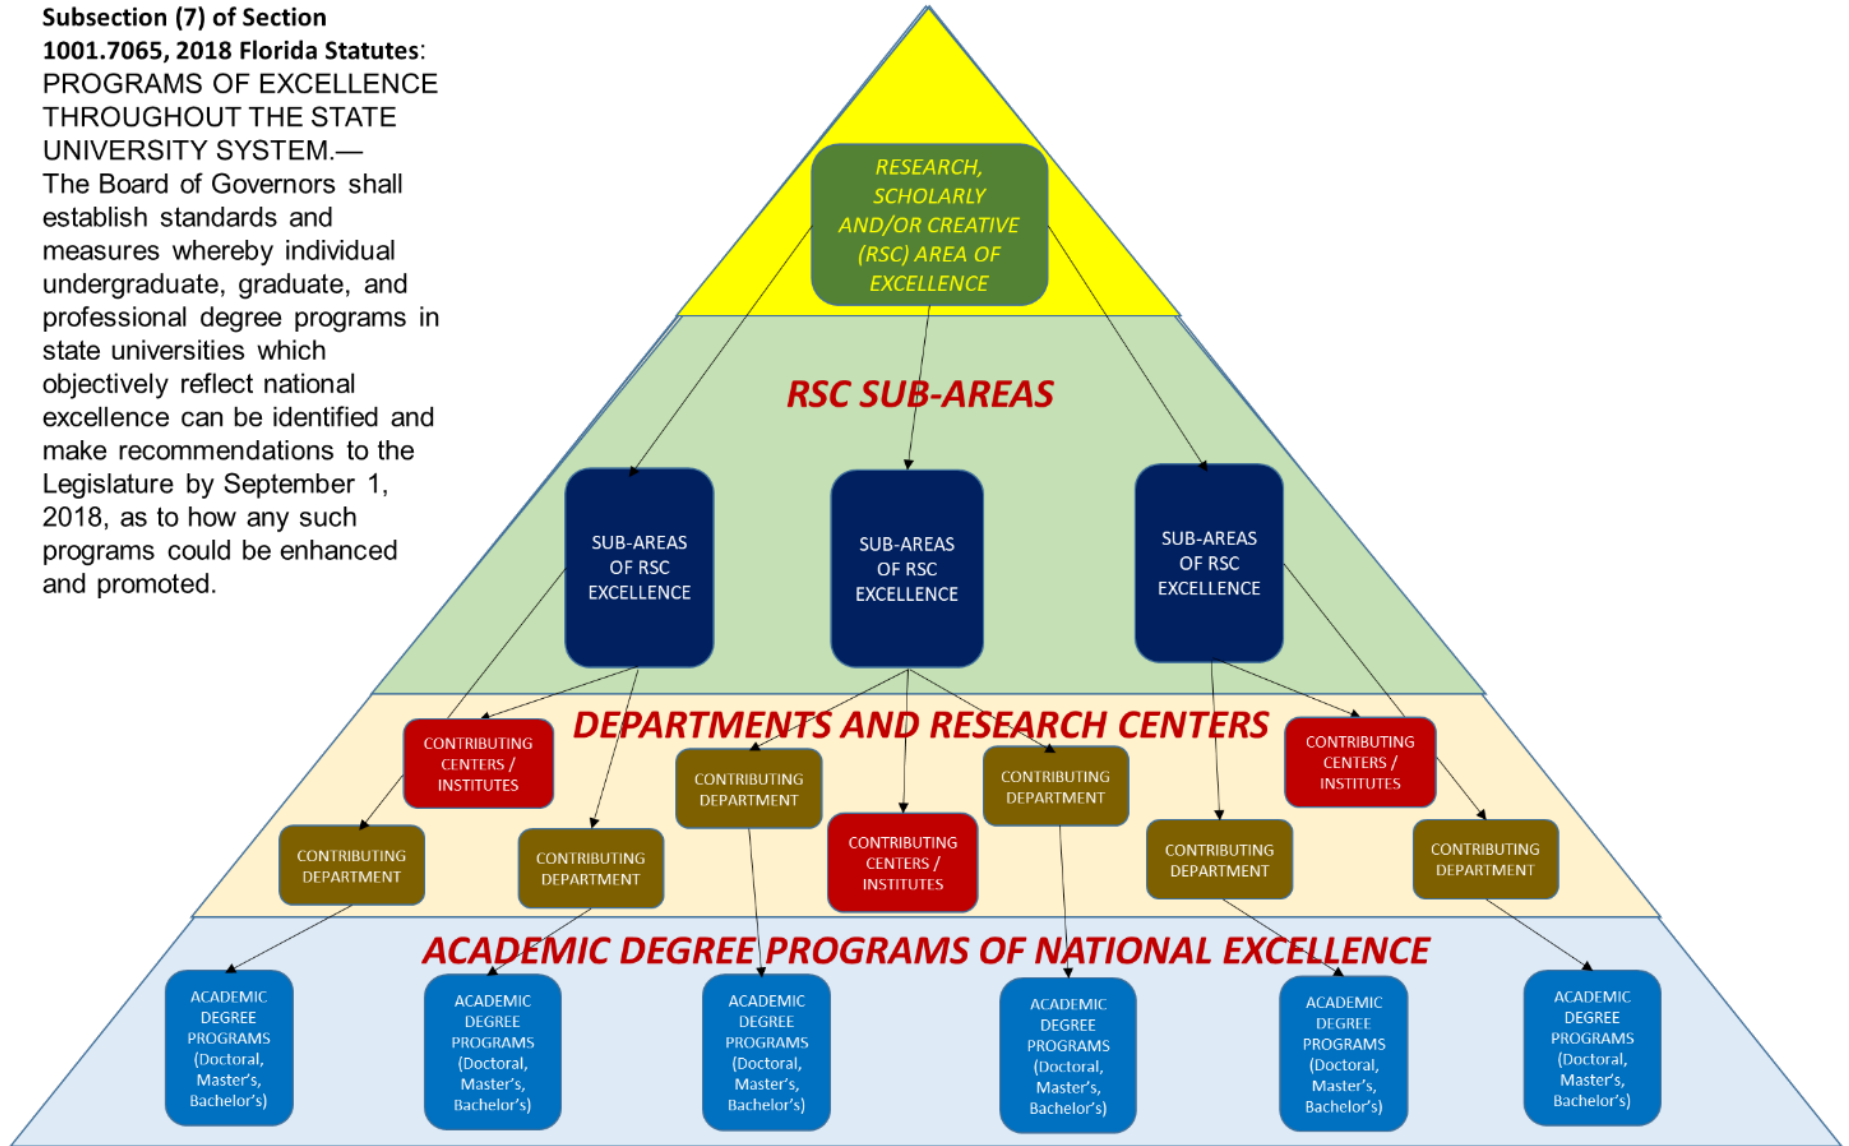 Subsection (7) of Section
1001.7065, 2018 Florida Statutes:
PROGRAMS OF EXCELLENCE
THROUGHOUT THE STATE
UNIVERSITY SYSTEM.—
The Board of Governors shall
establish standards and
measures whereby individual
undergraduate, graduate, and
professional degree programs in
state universities which
objectively reflect national
excellence can be identified and
make recommendations to the
Legislature by September 1,
2018, as to how any such
programs could be enhanced
and promoted.
RESEARCH,
SCHOLARLY
AND/OR CREATIVE
(RSC) AREA OF
EXCELLENCE
RSC SUB-AREAS
SUB-AREAS
OF RSC
EXCELLENCE
SUB-AREAS
OF RSC
EXCELLENCE
SUB-AREAS
OF RSC
EXCELLENCE
DEPARTMENTS AND RESEARCH CENTERS
CONTRIBUTING
CENTERS /
INSTITUTES
CONTRIBUTING
DEPARTMENT
CONTRIBUTING
DEPARTMENT
CONTRIBUTING
CENTERS /
INSTITUTES
CONTRIBUTING
DEPARTMENT
CONTRIBUTING
DEPARTMENT
CONTRIBUTING
CENTERS /
INSTITUTES
CONTRIBUTING
DEPARTMENT
CONTRIBUTING
DEPARTMENT
ACADEMIC DEGREE PROGRAMS OF NATIONAL EXCELLENCE
ACADEMIC
DEGREE
PROGRAMS
(Doctoral,
Master's,
Bachelor's)
ACADEMIC
DEGREE
PROGRAMS
(Doctoral,
Master's,
Bachelor's)
ACADEMIC
DEGREE
PROGRAMS
(Doctoral,
Master's,
Bachelor's)
ACADEMIC
DEGREE
PROGRAMS
(Doctoral,
Master's,
Bachelor's)
ACADEMIC
DEGREE
PROGRAMS
(Doctoral,
Master's,
Bachelor's)
ACADEMIC
DEGREE
PROGRAMS
(Doctoral,
Master's,
Bachelor's)